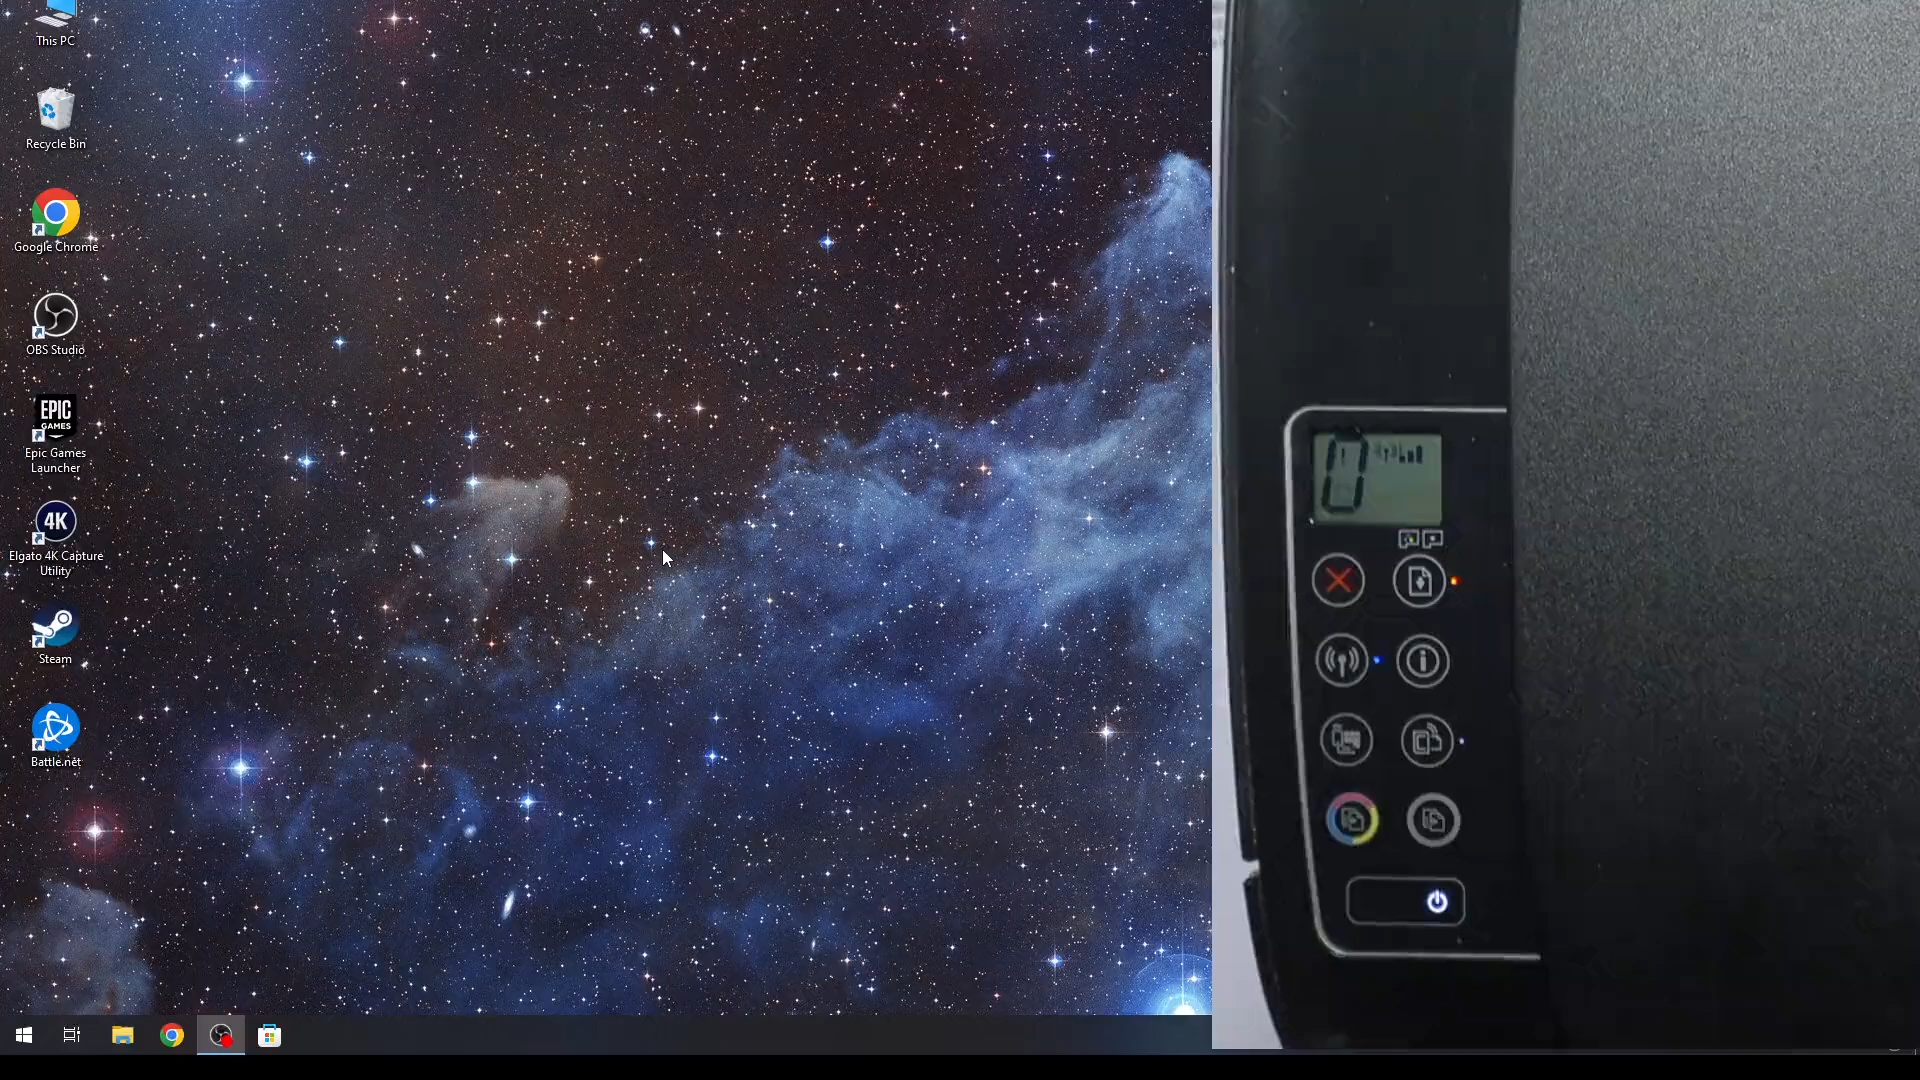 This PC
Recycle Bin
Google Chrome
OBS Studio
EPIC
GAMES
Epic Games
Launcher
4K
Elgato 4K Capture
Utility
Steam
Battle.net
0